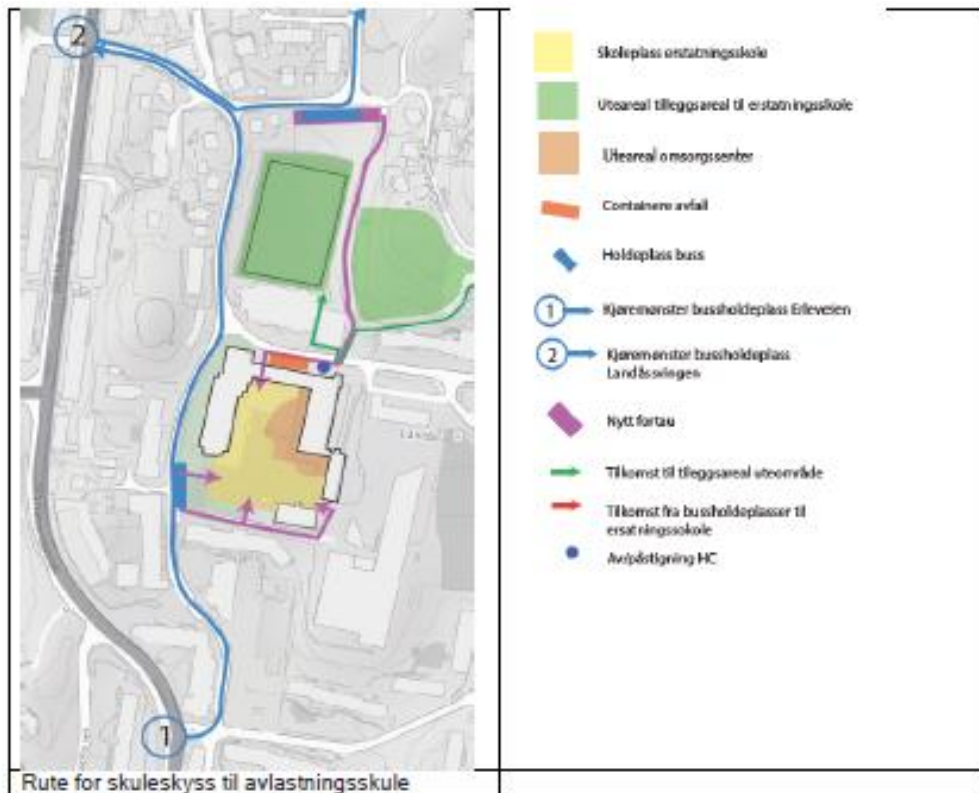 2
1
Rute for skuleskyss til avlastningsskule
Skoleplass erstatningsskole
Uteareal tilleggsareal til erstatningsskole
Uteareal omsorgssenter
Containere avfall
Holdeplass buss
1 Kjøremønster bussholdeplass Erleveien
2 Kjøremønster bussholdeplass
Landåssvingen
Nytt fortau
Tilkomst til tilleggsareal uteområde
Tilkomst fra bussholdeplasser til
ersatningssokole
Av/påstigning HC